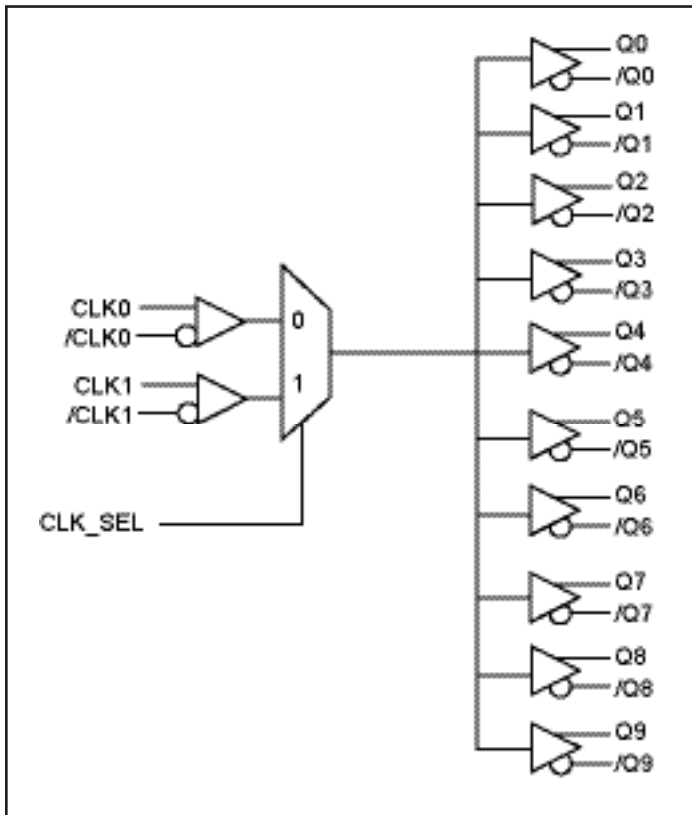 Q0
/Q0
Q1
/Q1
Q2
/Q2
Q3
/Q3
CLK0
/CLK0
0
Q4
/Q4
CLK1
/CLK1
1
Q5
/Q5
CLK_SEL
Q6
/Q6
Q7
/Q7
Q8
/Q8
Q9
/Q9